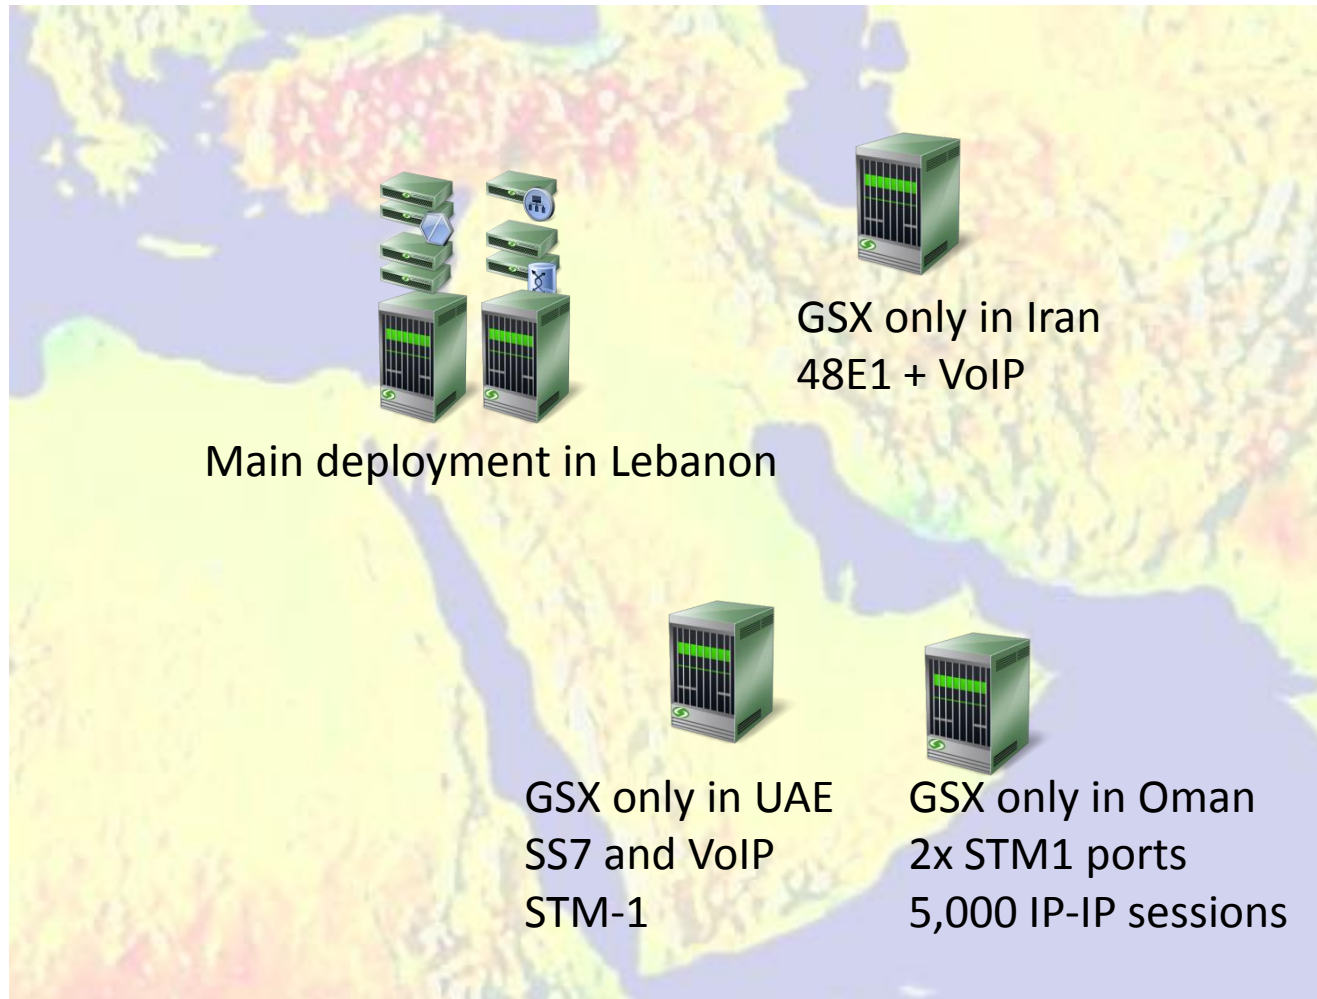 GSX only in Iran
48E1 + VoIP
Main deployment in Lebanon
GSX only in UAE
SS7 and VoIP
STM-1
GSX only in Oman
2x STM1 ports
5,000 IP-IP sessions